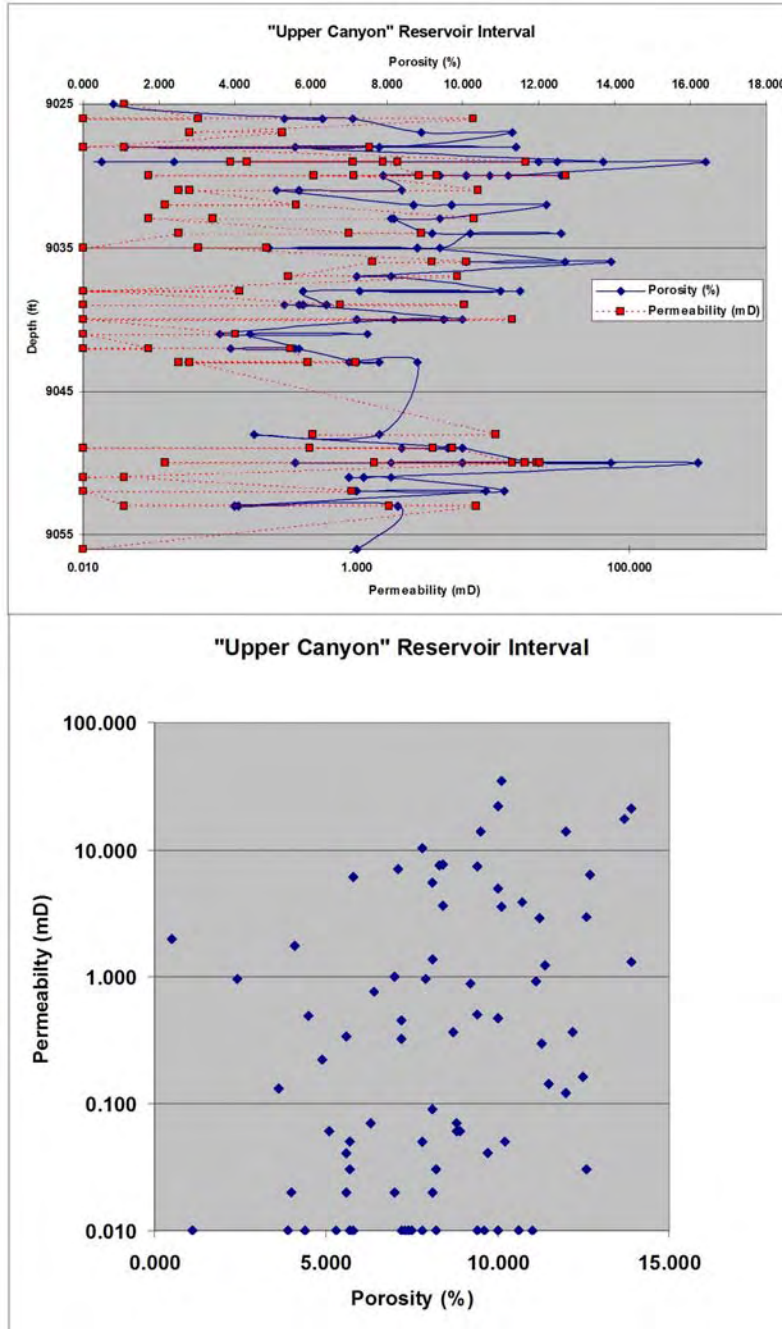 "Upper Canyon" Reservoir Interval
Porosity (%)
0.000 2.000 4.000 6.000 8.000 10.000 12.000 14.000 16.000 18.000
9025
9035
Depth (ft)
9045
9055
Porosity (%)
Permeability (mD)
0.010 1.000 100.000
Permeability (mD)
"Upper Canyon" Reservoir Interval
100.000
10.000
1.000
0.100
0.010
Permeabilty (mD)
0.000 5.000 10.000 15.000
Porosity (%)